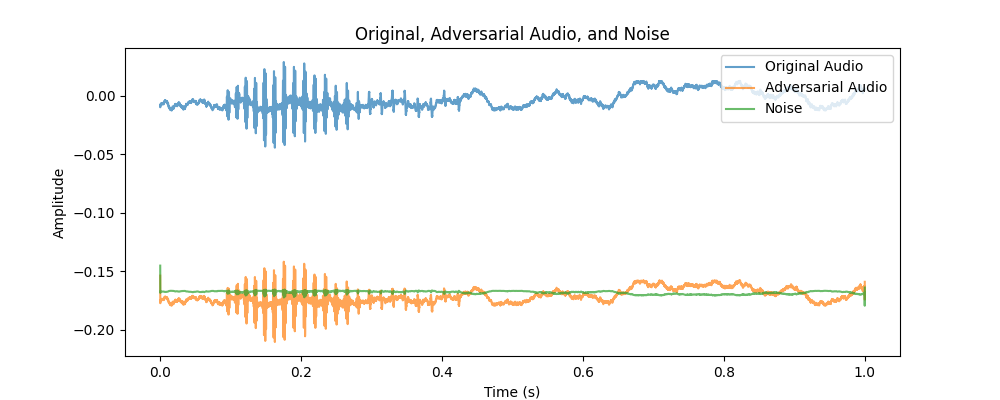 Original, Adversarial Audio, and Noise
Original Audio
Adversarial Audio
Noise
Amplitude
0.00
−0.05
−0.10
−0.15
−0.20
0.0 0.2 0.4 0.6 0.8 1.0
Time (s)